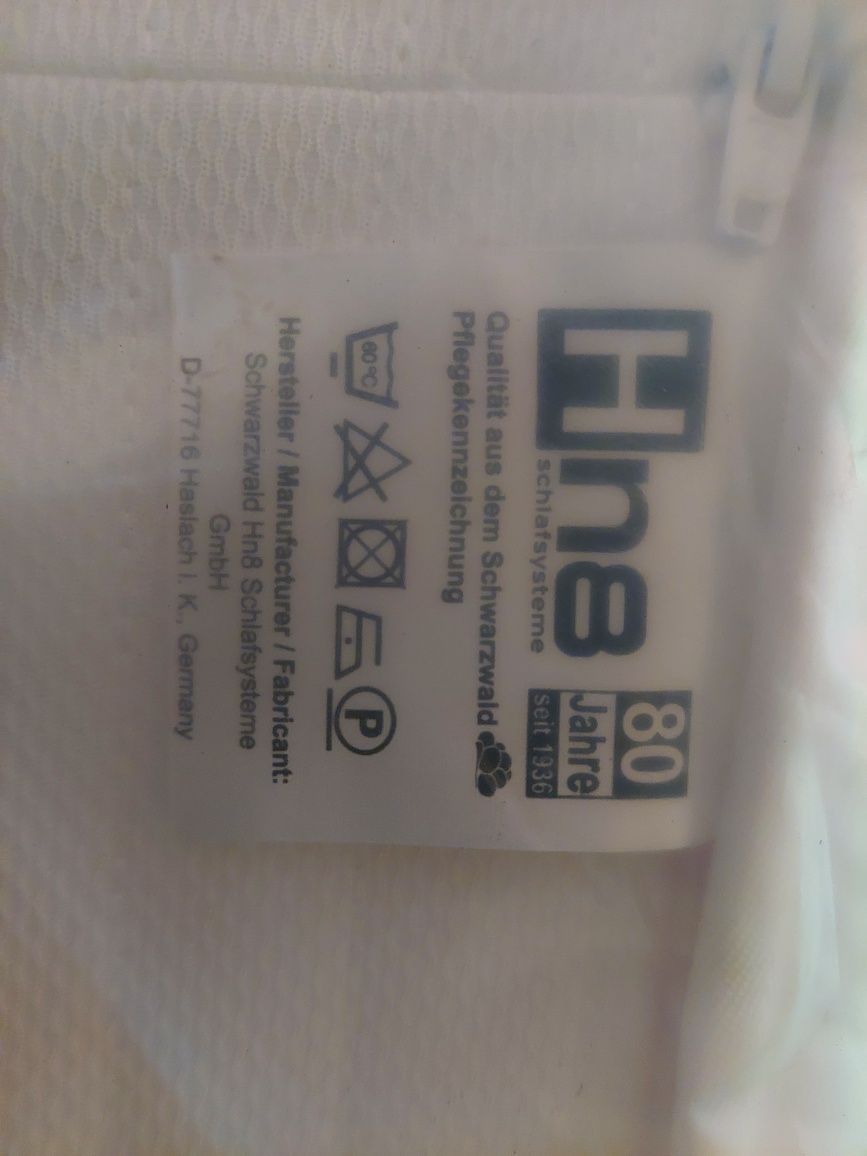 Hn8
schlafsysteme
80
Jahre
seit 1936
Qualität aus dem Schwarzwald
Pflegekennzeichnung
60°C
P
Hersteller / Manufacturer / Fabricant:
Schwarzwald Hn8 Schlafsysteme
GmbH
D-77716 Haslach i. K., Germany